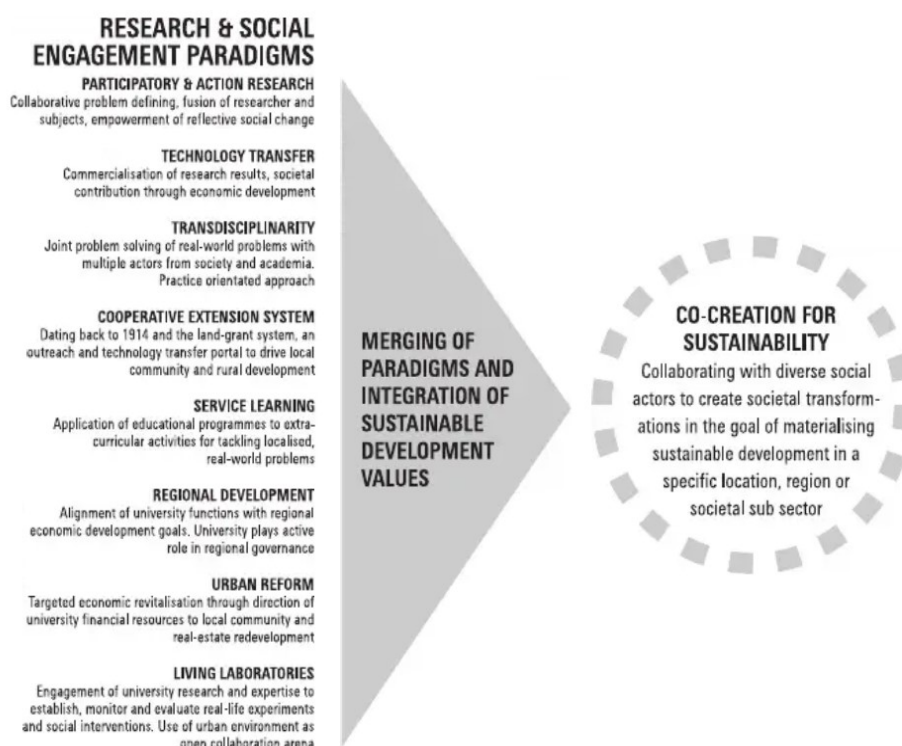 RESEARCH & SOCIAL
ENGAGEMENT PARADIGMS
PARTICIPATORY & ACTION RESEARCH
Collaborative problem defining, fusion of researcher and
subjects, empowerment of reflective social change
TECHNOLOGY TRANSFER
Commercialisation of research results, societal
contribution through economic development
TRANSDISCIPLINARITY
Joint problem solving of real-world problems with
multiple actors from society and academia.
Practice orientated approach
COOPERATIVE EXTENSION SYSTEM
Dating back to 1914 and the land-grant system, an
outreach and technology transfer portal to drive local
community and rural development
SERVICE LEARNING
Application of educational programmes to extra-
curricular activities for tackling localised,
real-world problems
REGIONAL DEVELOPMENT
Alignment of university functions with regional
economic development goals. University plays active
role in regional governance
URBAN REFORM
Targeted economic revitalisation through direction of
university financial resources to local community and
real-estate redevelopment
LIVING LABORATORIES
Engagement of university research and expertise to
establish, monitor and evaluate real-life experiments
and social interventions. Use of urban environment as
open collaboration arena
MERGING OF
PARADIGMS AND
INTEGRATION OF
SUSTAINABLE
DEVELOPMENT
VALUES
CO-CREATION FOR
SUSTAINABILITY
Collaborating with diverse social
actors to create societal transform-
ations in the goal of materialising
sustainable development in a
specific location, region or
societal sub sector